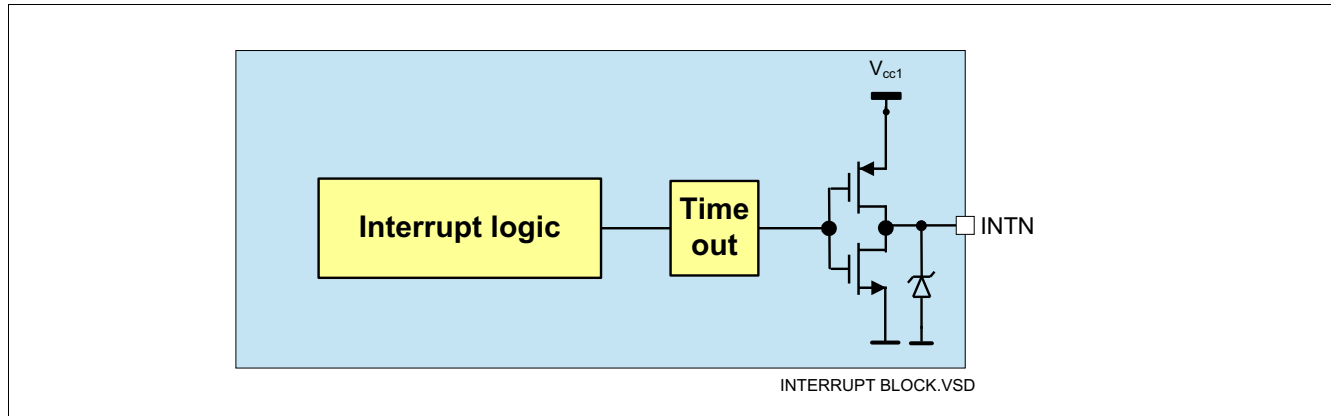 Vcc1
Interrupt logic
Time
out
INTN
INTERRUPT BLOCK.VSD